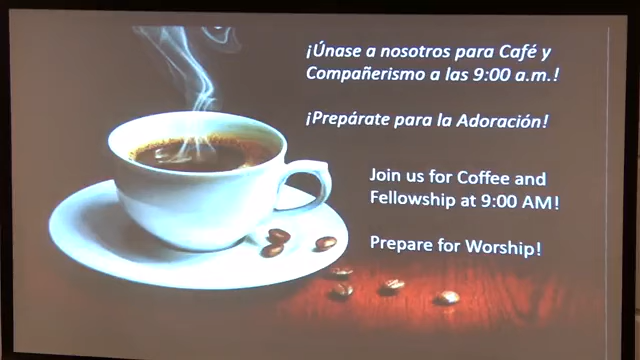 ¡Únase a nosotros para Café y
Compañerismo a las 9:00 a.m.!
¡Prepárate para la Adoración!
Join us for Coffee and
Fellowship at 9:00 AM!
Prepare for Worship!